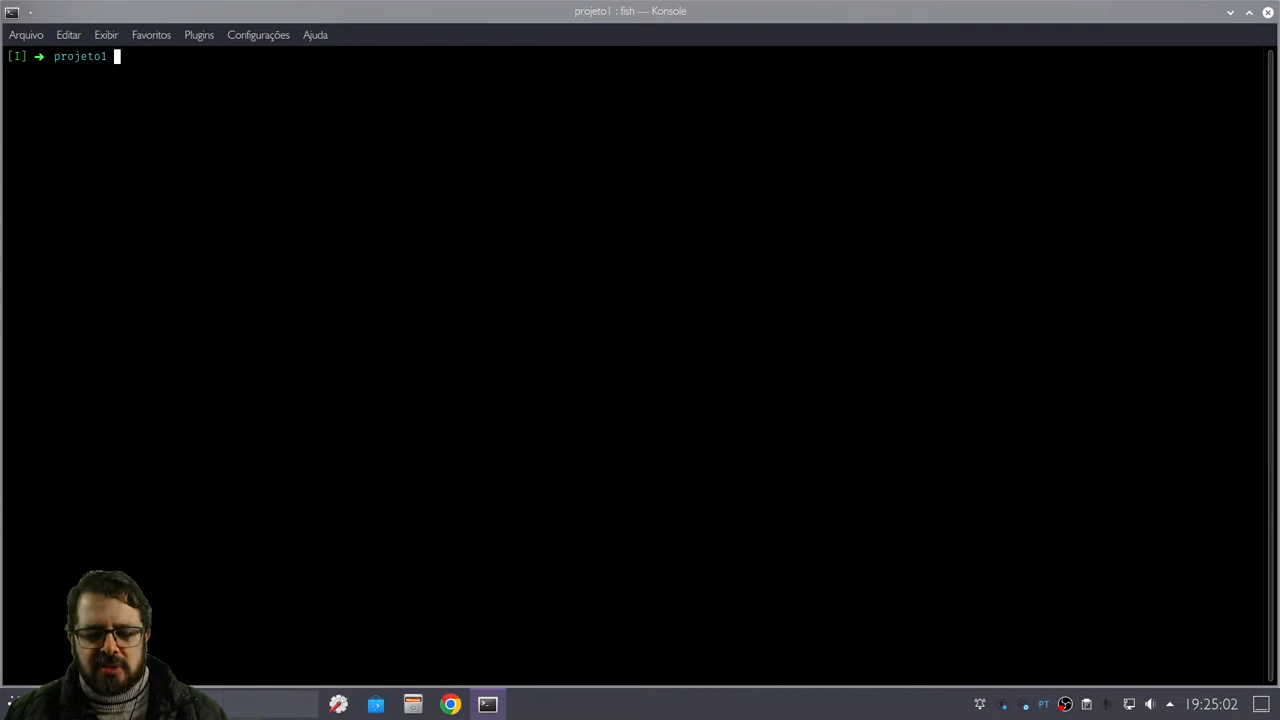 projeto1 : fish — Konsole
Arquivo Editar Exibir Favoritos Plugins Configurações Ajuda
[I] ➜ projeto1
PT 19:25:02